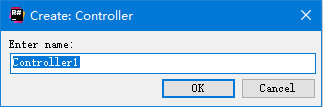 R#
Create: Controller
Enter name:
Controller1
OK
Cancel